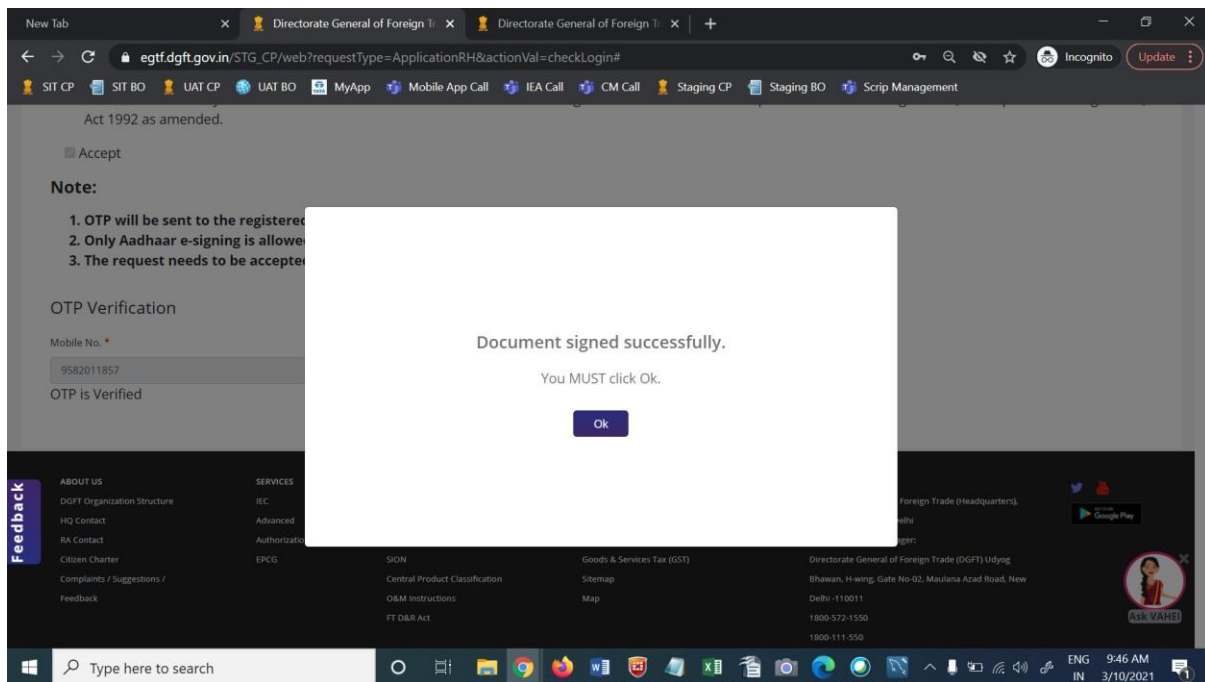 New Tab
Directorate General of Foreign Tr
Directorate General of Foreign Tr
egtf.dgft.gov.in/STG_CP/web?requestType=ApplicationRH&actionVal=checkLogin#
Incognito
Update
SIT CP SIT BO UAT CP UAT BO MyApp Mobile App Call IEA Call CM Call Staging CP Staging BO Scrip Management
Act 1992 as amended.
Accept
Note:
1. OTP will be sent to the registered
2. Only Aadhaar e-signing is allowe
3. The request needs to be accepte
OTP Verification
Mobile No. *
9582011857
OTP is Verified
Document signed successfully.
You MUST click Ok.
Ok
Feedback
ABOUT US
DGFT Organization Structure
HQ Contact
RA Contact
Citizen Charter
Complaints / Suggestions /
Feedback
SERVICES
IEC
Advanced
Authorizatio
EPCG
SION
Central Product Classification
O&M Instructions
FT D&R Act
Goods & Services Tax (GST)
Sitemap
Map
Foreign Trade (Headquarters),
elhi
ager:
Directorate General of Foreign Trade (DGFT) Udyog
Bhawan, H-wing, Gate No-02, Maulana Azad Road, New
Delhi -110011
1800-572-1550
1800-111-550
Google Play
Ask VAHEI
Type here to search
ENG 9:46 AM
IN 3/10/2021